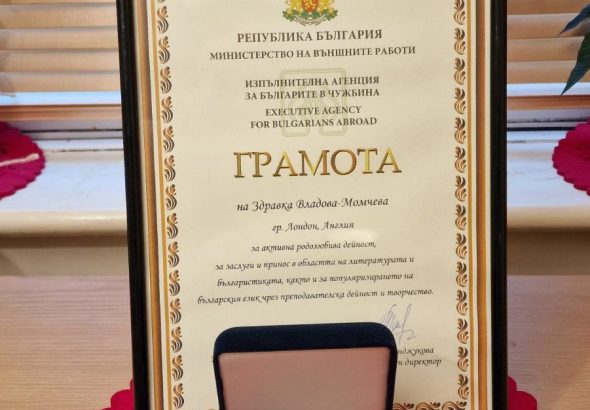 РЕПУБЛИКА БЪЛГАРИЯ
МИНИСТЕРСТВО НА ВЪНШНИТЕ РАБОТИ
ИЗПЪЛНИТЕЛНА АГЕНЦИЯ
ЗА БЪЛГАРИТЕ В ЧУЖБИНА
EXECUTIVE AGENCY
FOR BULGARIANS ABROAD
ГРАМОТА
на Здравка Владова-Момчева
гр. Лондон, Англия
за активна родолюбива дейност,
за заслуги и принос в областта на литературата и
българистиката, както и за популяризирането на
българския език чрез преподавателска дейност и творчество.
директор